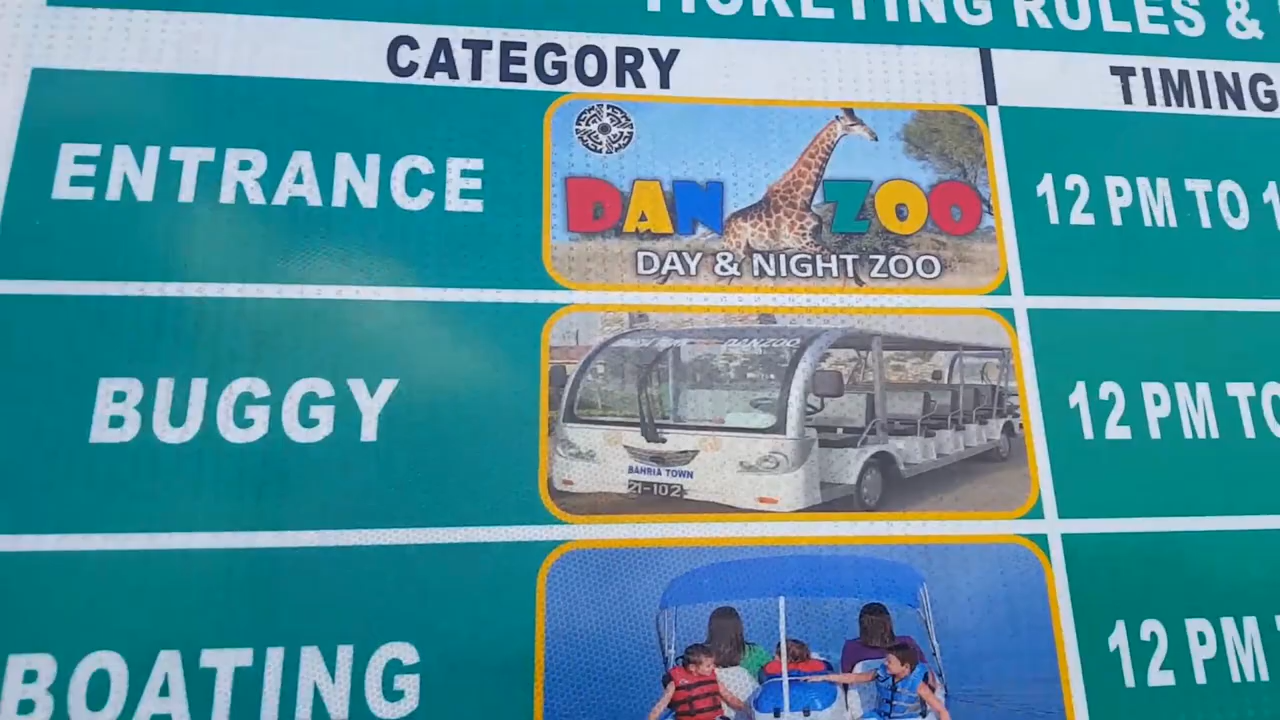 TICKETING RULES &
CATEGORY
TIMING
ENTRANCE
DAN ZOO
DAY & NIGHT ZOO
12 PM TO 1
BUGGY
DANZOO
BAHRIA TOWN
21-102
12 PM TO
BOATING
12 PM